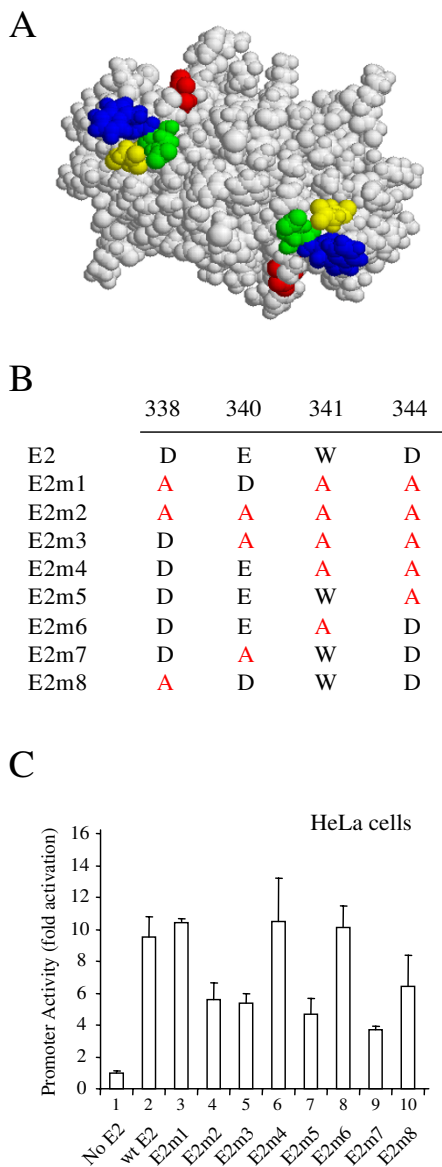 A
B
338 340 341 344
E2 D E W D
E2m1 A D A A
E2m2 A A A A
E2m3 D A A A
E2m4 D E A A
E2m5 D E W A
E2m6 D E A D
E2m7 D A W D
E2m8 A D W D
C
HeLa cells
Promoter Activity (fold activation)
16
14
12
10
8
6
4
2
0
1 2 3 4 5 6 7 8 9 10
No E2 wt E2 E2m1 E2m2 E2m3 E2m4 E2m5 E2m6 E2m7 E2m8